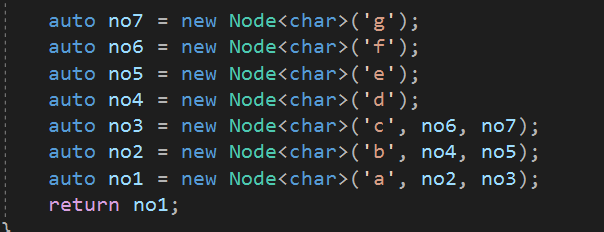 auto no7 = new Node<char>('g');
auto no6 = new Node<char>('f');
auto no5 = new Node<char>('e');
auto no4 = new Node<char>('d');
auto no3 = new Node<char>('c', no6, no7);
auto no2 = new Node<char>('b', no4, no5);
auto no1 = new Node<char>('a', no2, no3);
return no1;
}